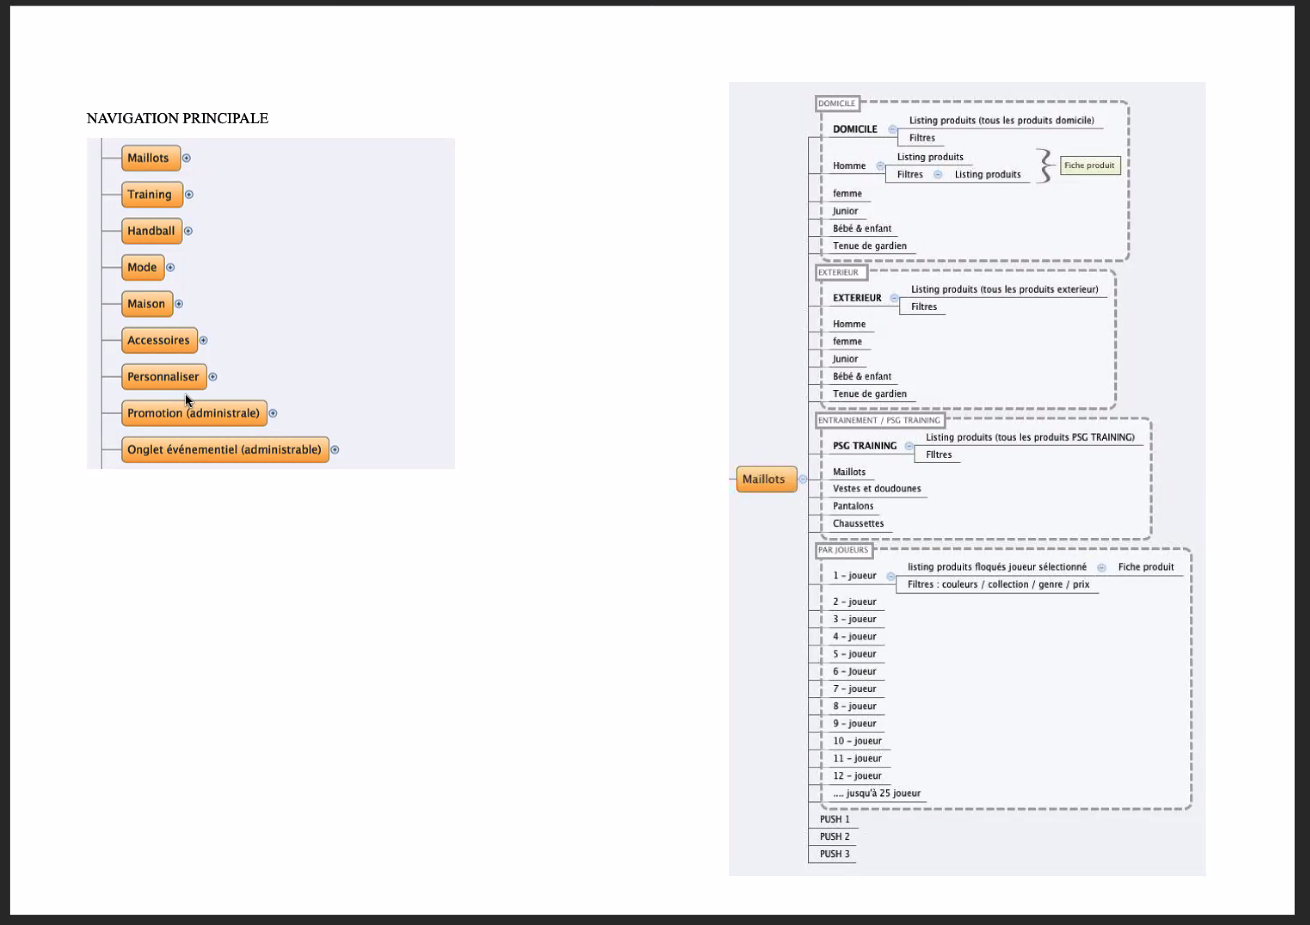 NAVIGATION PRINCIPALE
Maillots
Training
Handball
Mode
Maison
Accessoires
Personnaliser
Promotion (administrale)
Onglet événementiel (administrable)
Maillots
DOMICILE
DOMICILE
Listing produits (tous les produits domicile)
Filtres
Homme
Listing produits
Filtres
Listing produits
Fiche produit
femme
Junior
Bébé & enfant
Tenue de gardien
EXTERIEUR
EXTERIEUR
Listing produits (tous les produits exterieur)
Filtres
Homme
femme
Junior
Bébé & enfant
Tenue de gardien
ENTRAINEMENT / PSG TRAINING
PSG TRAINING
Listing produits (tous les produits PSG TRAINING)
FIltres
Maillots
Vestes et doudounes
Pantalons
Chaussettes
PAR JOUEURS
1 - joueur
listing produits floqués joueur sélectionné
Fiche produit
Filtres : couleurs / collection / genre / prix
2 - joueur
3 - joueur
4 - joueur
5 - joueur
6 - Joueur
7 - joueur
8 - joueur
9 - joueur
10 - joueur
11 - joueur
12 - joueur
.... jusqu'à 25 joueur
PUSH 1
PUSH 2
PUSH 3